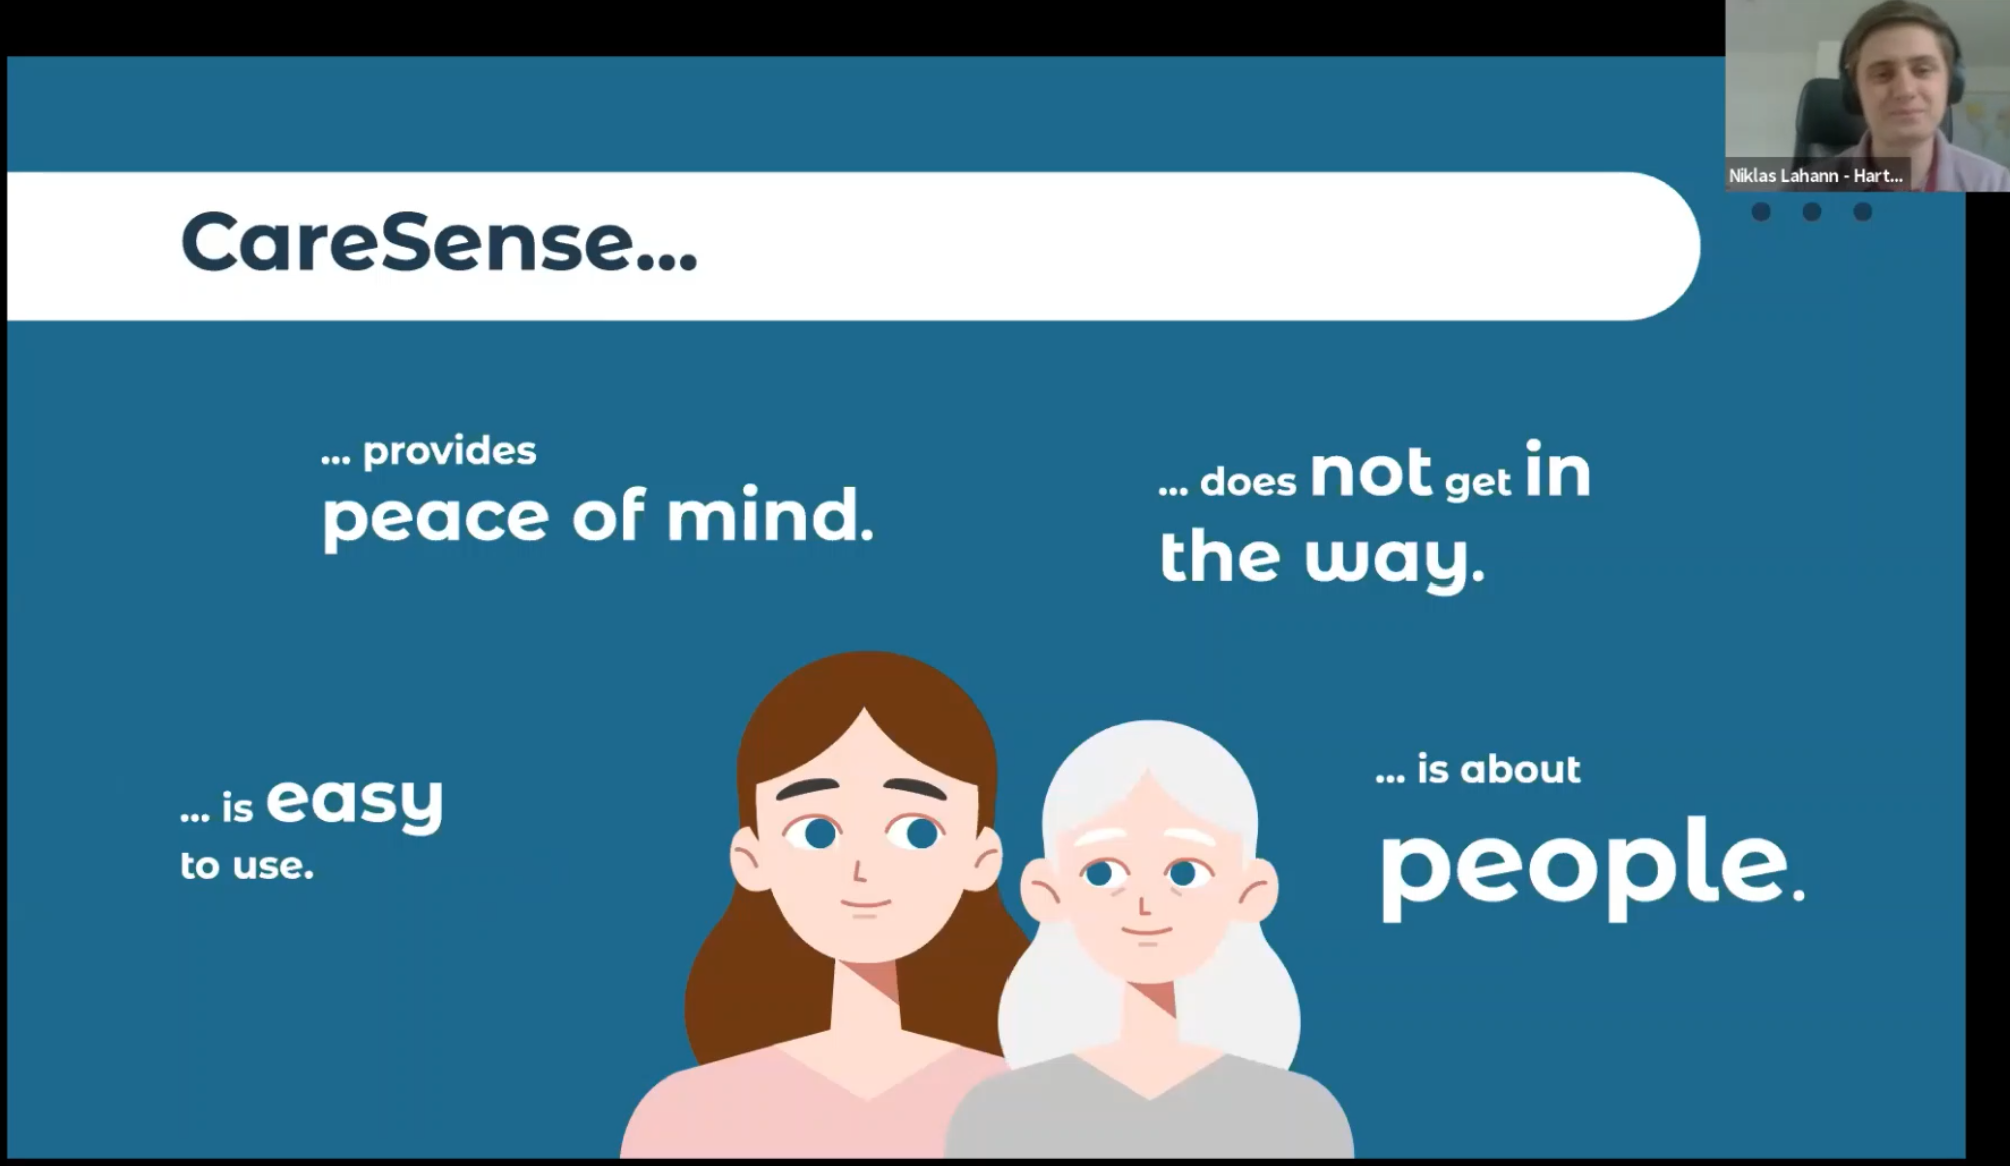 Niklas Lahann - Hart...
CareSense...
... provides
peace of mind.
... does not get in
the way.
... is easy
to use.
... is about
people.